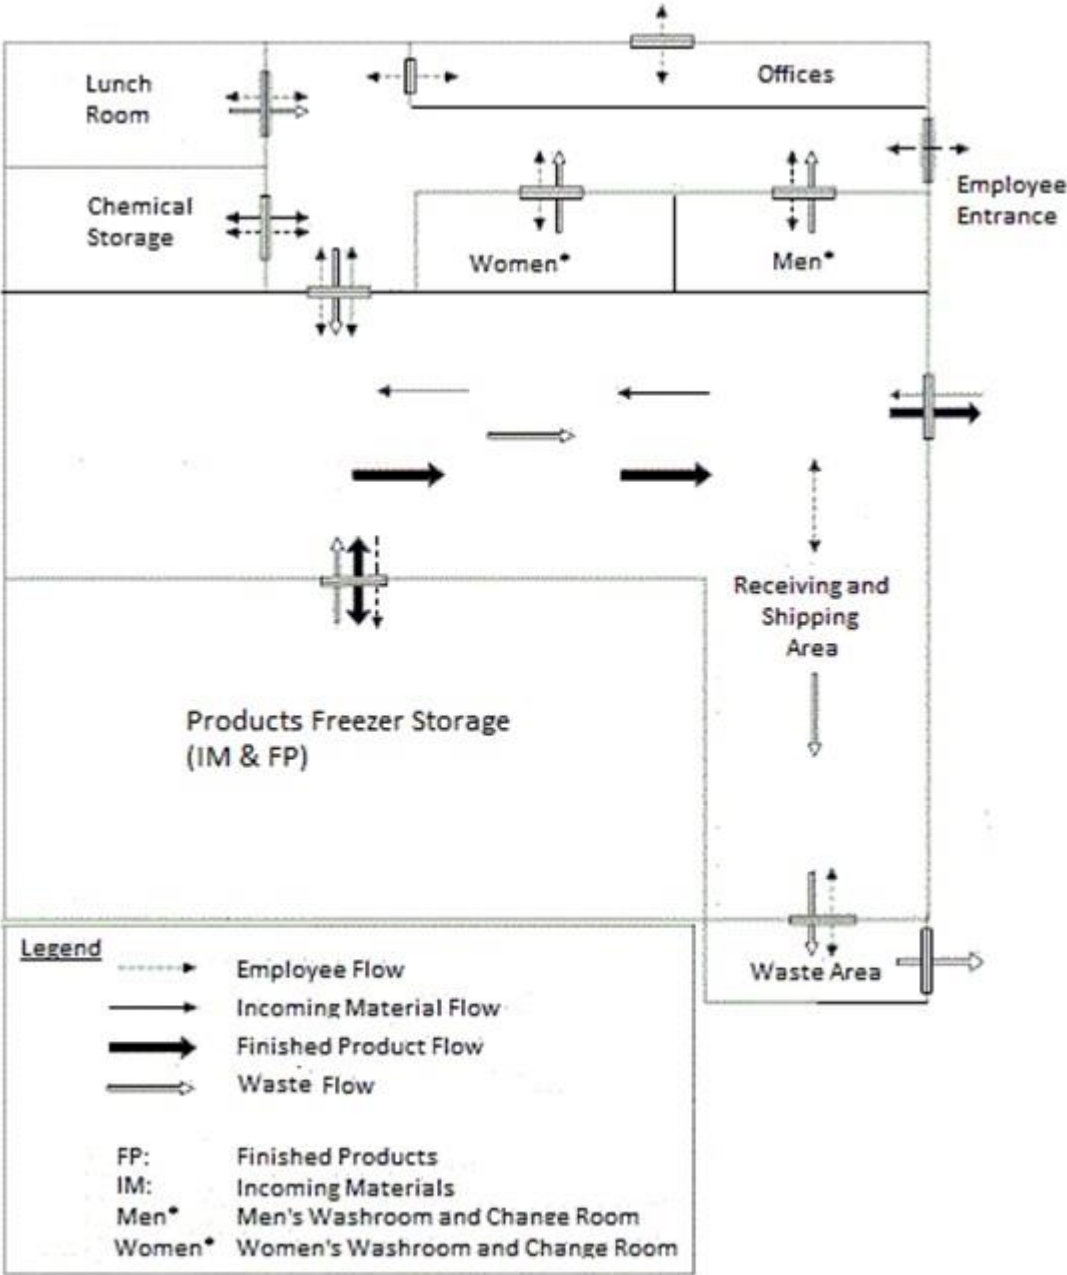 Lunch
Room
Offices
Employee
Entrance
Chemical
Storage
Women*
Men*
Receiving and
Shipping
Area
Products Freezer Storage
(IM & FP)
Waste Area
Legend
Employee Flow
Incoming Material Flow
Finished Product Flow
Waste Flow
FP: Finished Products
IM: Incoming Materials
Men* Men's Washroom and Change Room
Women* Women's Washroom and Change Room